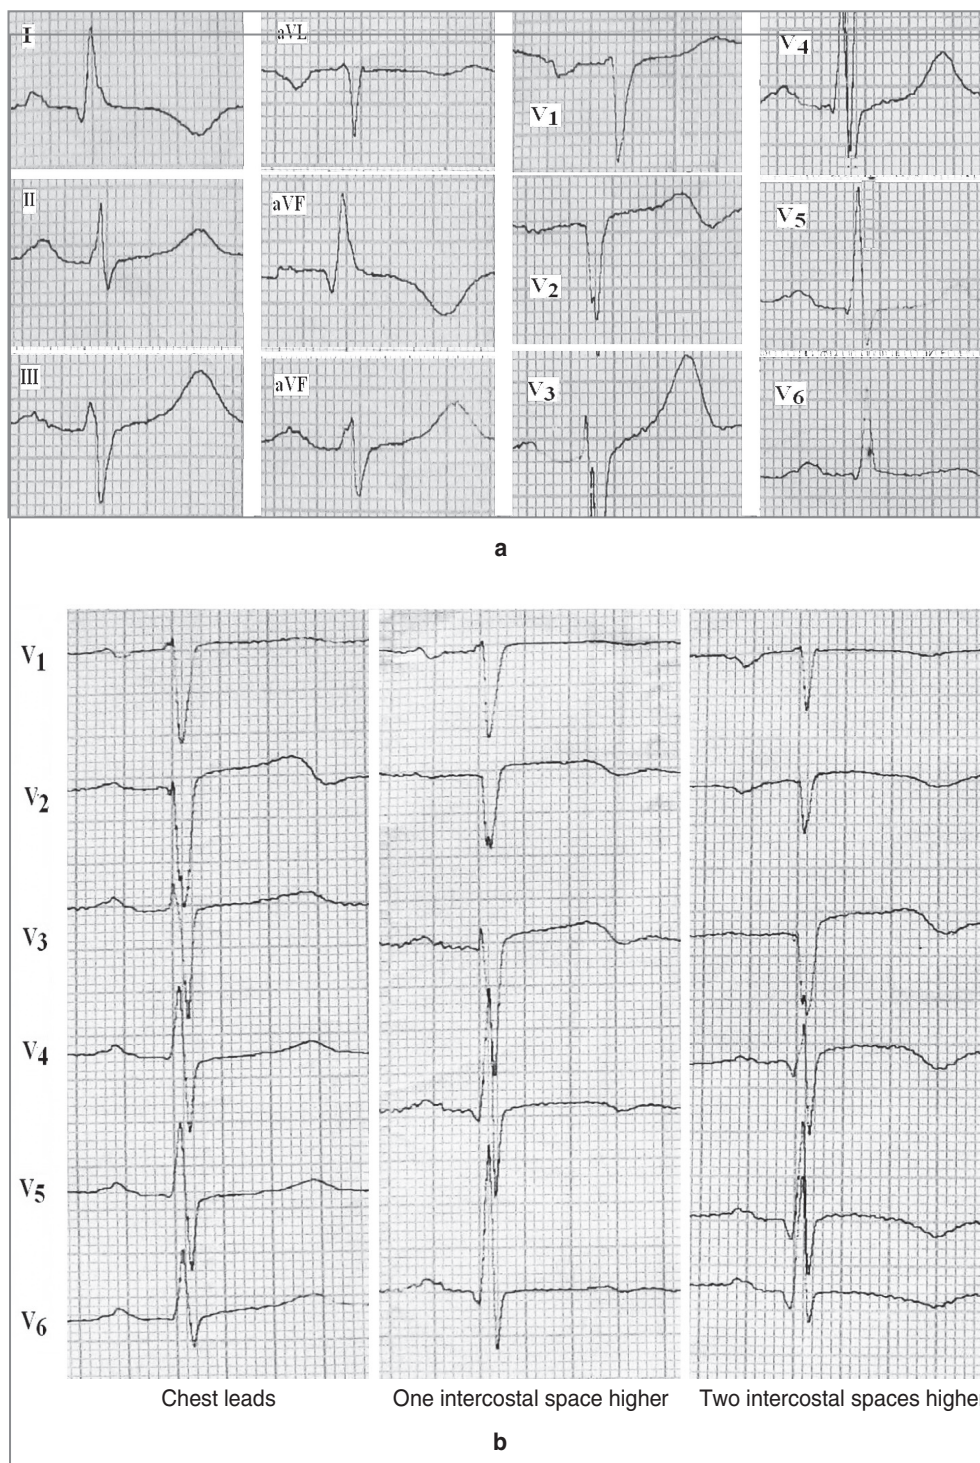 I aVL V1 V4
II aVF V2 V5
III aVF V3 V6
a
V1
V2
V3
V4
V5
V6
Chest leads One intercostal space higher Two intercostal spaces higher
b